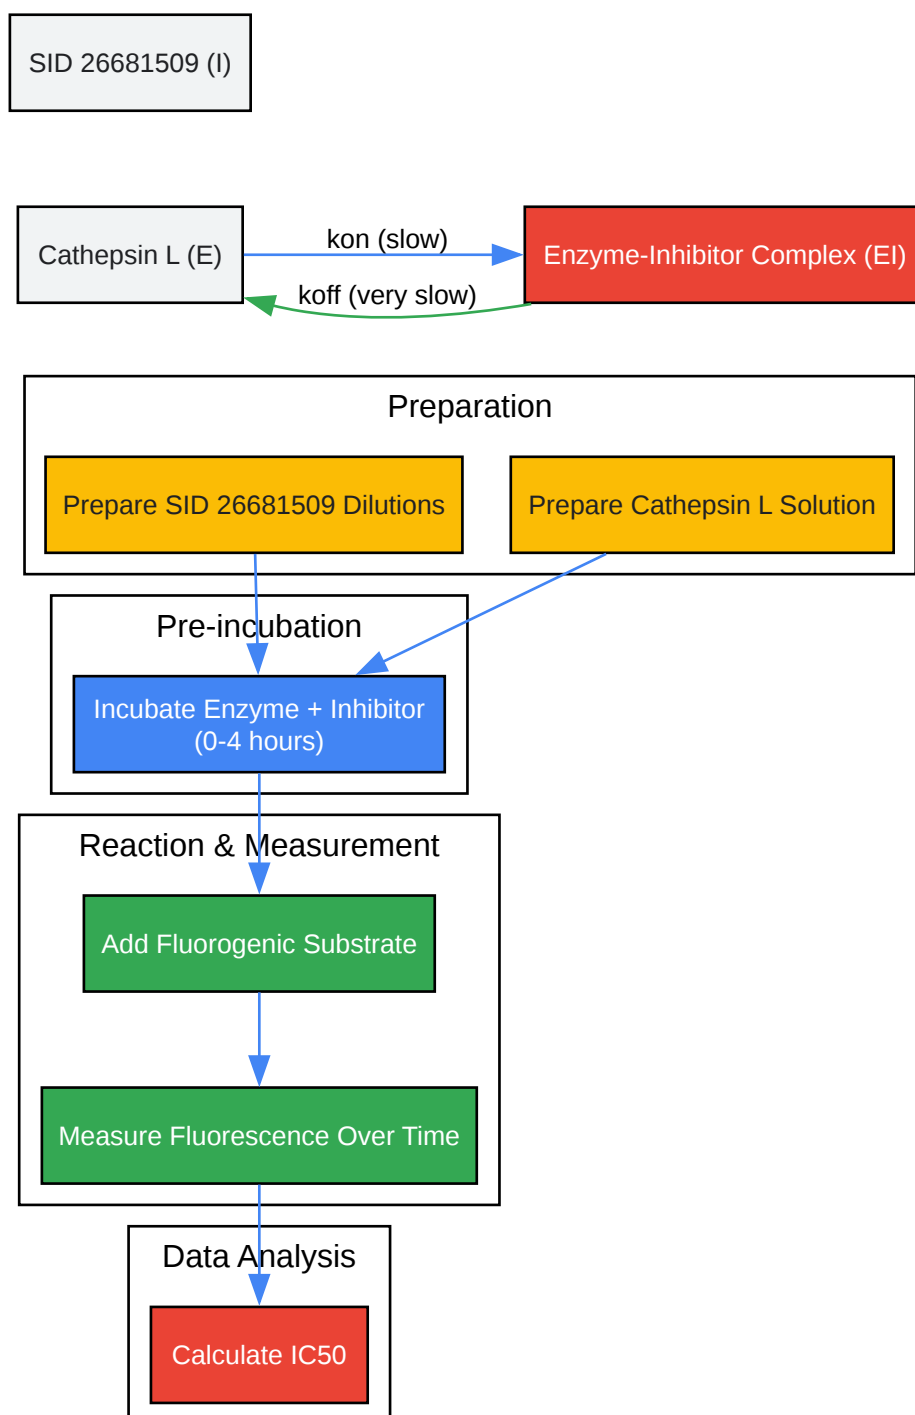 SID 26681509 (I)
Cathepsin L (E)
kon (slow)
koff (very slow)
Enzyme-Inhibitor Complex (EI)
Preparation
Prepare SID 26681509 Dilutions
Prepare Cathepsin L Solution
Pre-incubation
Incubate Enzyme + Inhibitor
(0-4 hours)
Reaction & Measurement
Add Fluorogenic Substrate
Measure Fluorescence Over Time
Data Analysis
Calculate IC50